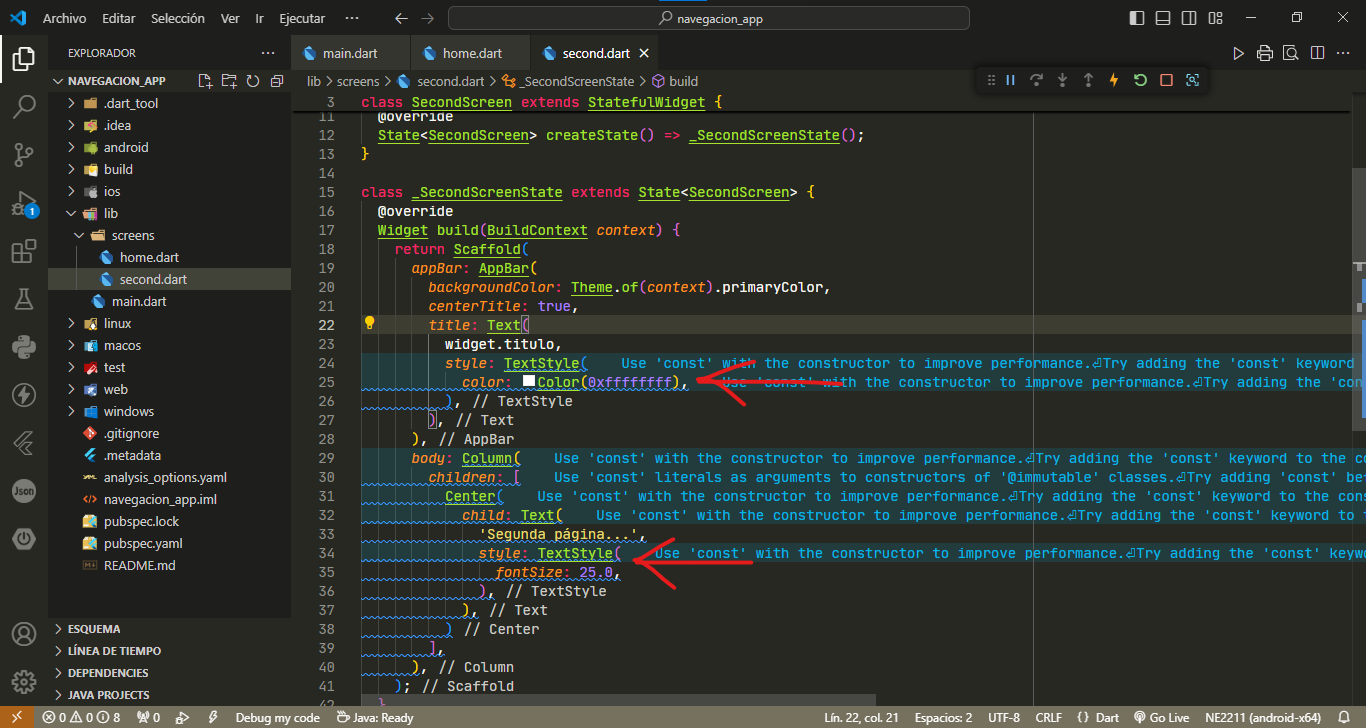 Archivo Editar Selección Ver Ir Ejecutar ··· navegacion_app
EXPLORADOR ···
NAVEGACION_APP
.dart_tool
.idea
android
build
ios
lib
screens
home.dart
second.dart
main.dart
linux
macos
test
web
windows
.gitignore
.metadata
analysis_options.yaml
navegacion_app.iml
pubspec.lock
pubspec.yaml
README.md
ESQUEMA
LÍNEA DE TIEMPO
DEPENDENCIES
JAVA PROJECTS
main.dart home.dart second.dart
lib > screens > second.dart > _SecondScreenState > build
3 class SecondScreen extends StatefulWidget {
11 @override
12 State<SecondScreen> createState() => _SecondScreenState();
13 }
14
15 class _SecondScreenState extends State<SecondScreen> {
16 @override
17 Widget build(BuildContext context) {
18 return Scaffold(
19 appBar: AppBar(
20 backgroundColor: Theme.of(context).primaryColor,
21 centerTitle: true,
22 title: Text(
23 widget.titulo,
24 style: TextStyle( Use 'const' with the constructor to improve performance.⏎Try adding the 'const' keyword
25 color: Color(0xffffffff), Use 'const' with the constructor to improve performance.⏎Try adding the 'con
26 ), // TextStyle
27 ), // Text
28 ), // AppBar
29 body: Column( Use 'const' with the constructor to improve performance.⏎Try adding the 'const' keyword to the co
30 children: [ Use 'const' literals as arguments to constructors of '@immutable' classes.⏎Try adding 'const' be
31 Center( Use 'const' with the constructor to improve performance.⏎Try adding the 'const' keyword to the cons
32 child: Text( Use 'const' with the constructor to improve performance.⏎Try adding the 'const' keyword to t
33 'Segunda página...',
34 style: TextStyle( Use 'const' with the constructor to improve performance.⏎Try adding the 'const' keyw
35 fontSize: 25.0,
36 ), // TextStyle
37 ), // Text
38 ) // Center
39 ],
40 ), // Column
41 ); // Scaffold
42 }
1
Json
0 0 8 0 Debug my code Java: Ready Lín. 22, col. 21 Espacios: 2 UTF-8 CRLF {} Dart Go Live NE2211 (android-x64)